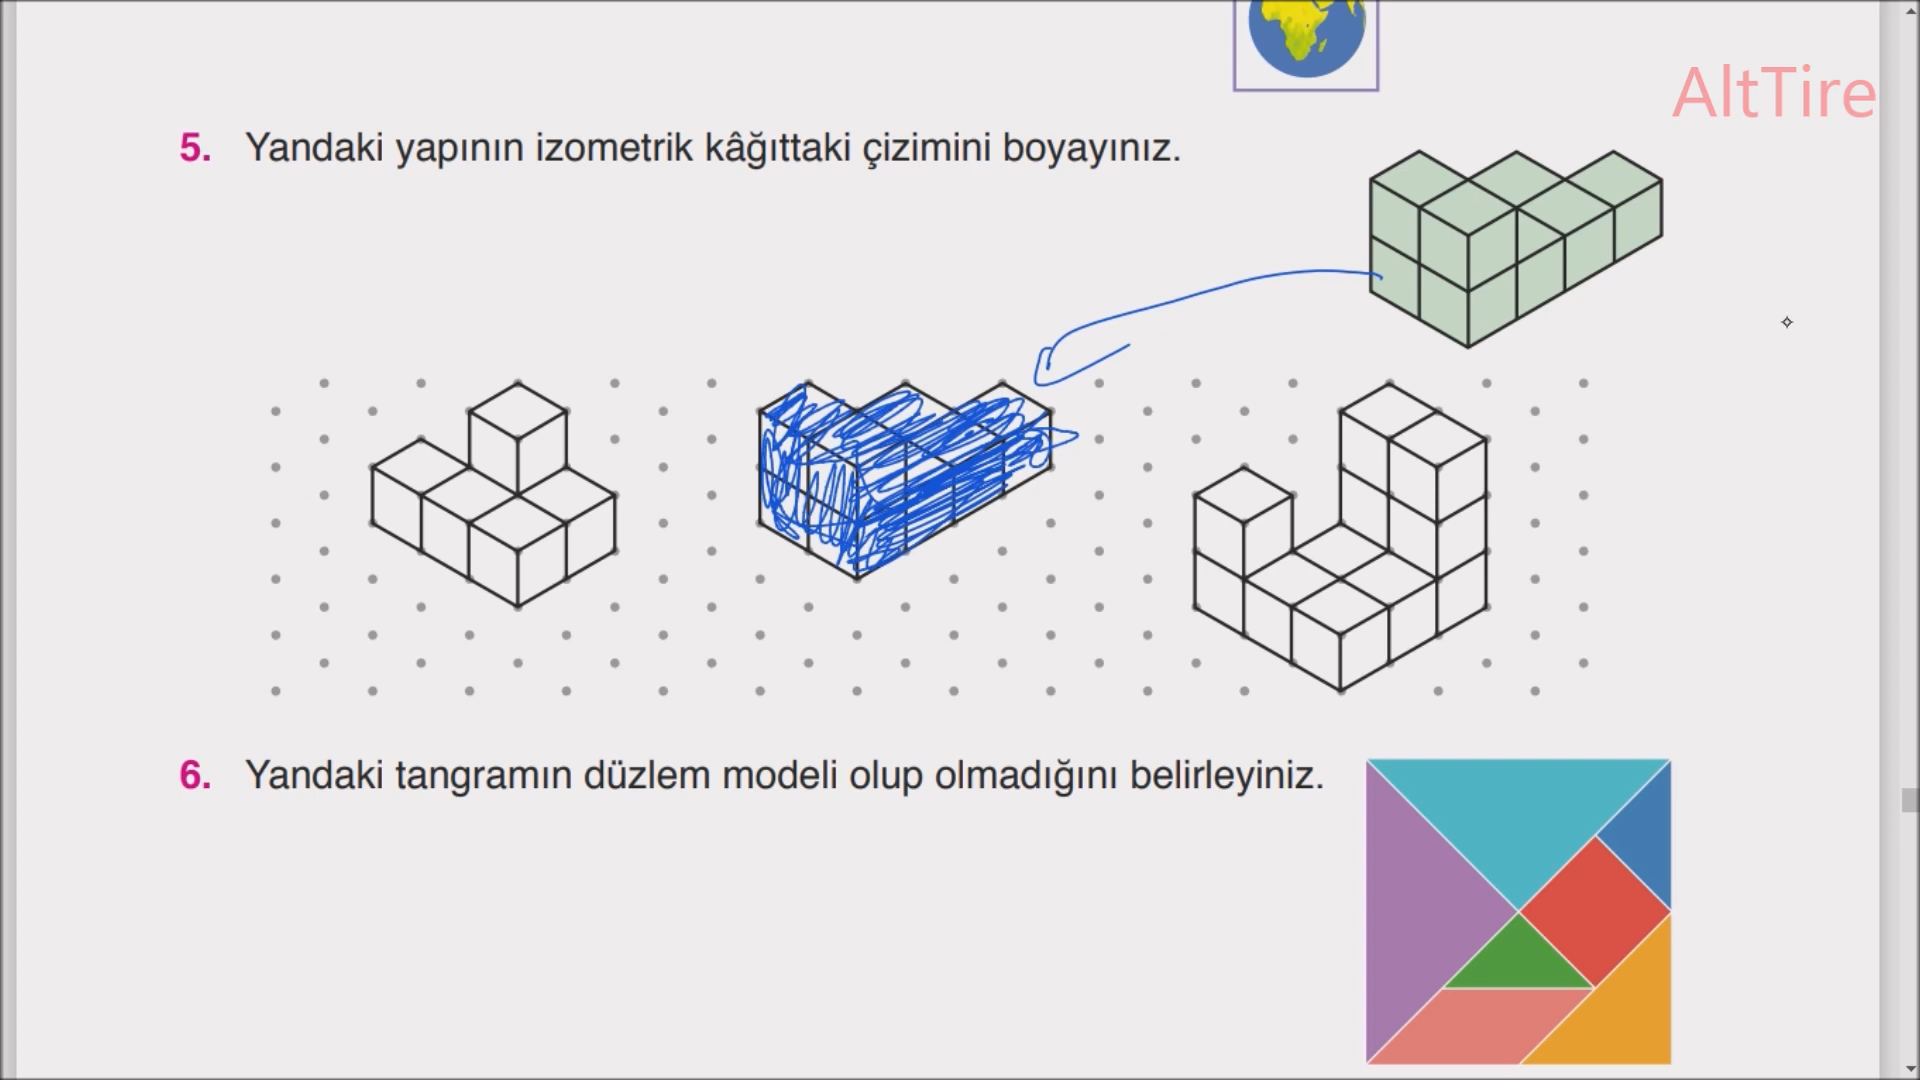 AltTire
5. Yandaki yapının izometrik kâğıttaki çizimini boyayınız.
6. Yandaki tangramın düzlem modeli olup olmadığını belirleyiniz.